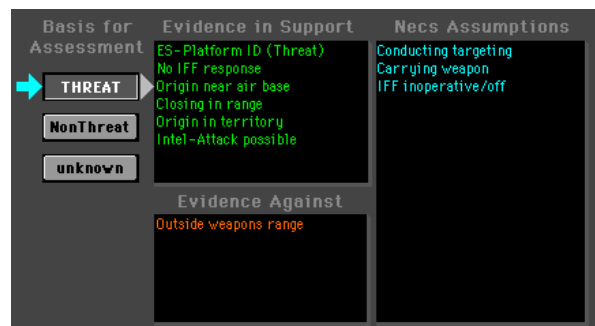 Basis for
Assessment
THREAT
NonThreat
unknown
Evidence in Support
ES-Platform ID (Threat)
No IFF response
Origin near air base
Closing in range
Origin in territory
Intel-Attack possible
Evidence Against
Outside weapons range
Necs Assumptions
Conducting targeting
Carrying weapon
IFF inoperative/off